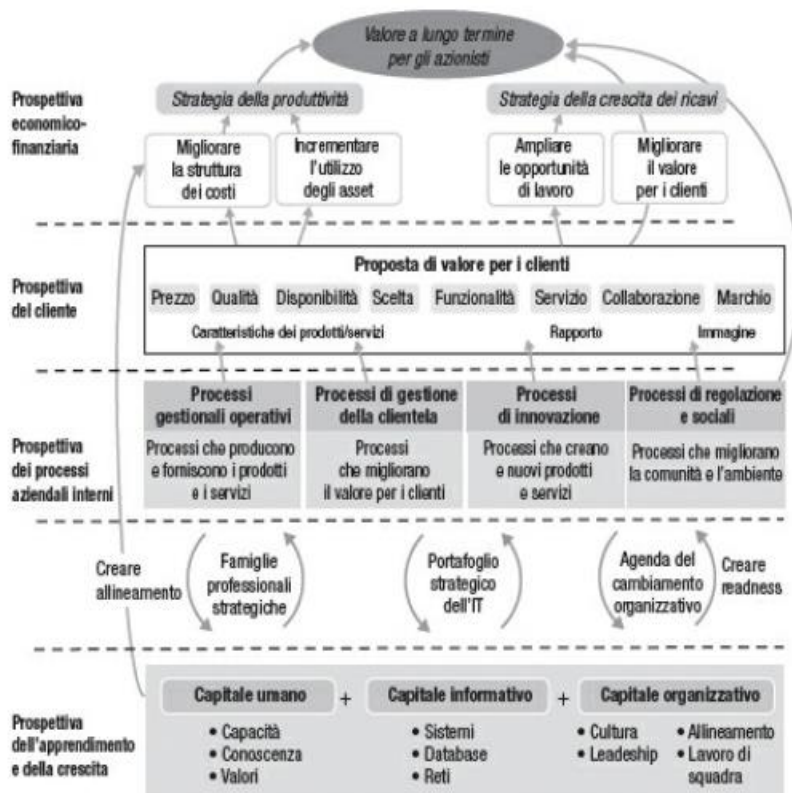 Valore a lungo termine
per gli azionisti
Prospettiva
economico-
finanziaria
Strategia della produttività
Strategia della crescita dei ricavi
Migliorare
la struttura
dei costi
Incrementare
l'utilizzo
degli asset
Ampliare
le opportunità
di lavoro
Migliorare
il valore
per i clienti
Prospettiva
del cliente
Proposta di valore per i clienti
Prezzo Qualità Disponibilità Scelta Funzionalità Servizio Collaborazione Marchio
Caratteristiche dei prodotti/servizi Rapporto Immagine
Prospettiva
dei processi
aziendali interni
Processi
gestionali operativi
Processi che producono
e forniscono i prodotti
e i servizi
Processi di gestione
della clientela
Processi
che migliorano
il valore per i clienti
Processi
di innovazione
Processi che creano
e nuovi prodotti
e servizi
Processi di regolazione
e sociali
Processi che migliorano
la comunità e l'ambiente
Creare
allineamento
Famiglie
professionali
strategiche
Portafoglio
strategico
dell'IT
Agenda del
cambiamento
organizzativo
Creare
readness
Prospettiva
dell'apprendimento
e della crescita
Capitale umano + Capitale informativo + Capitale organizzativo
• Capacità
• Conoscenza
• Valori
• Sistemi
• Database
• Reti
• Cultura
• Leadeship
• Allineamento
• Lavoro di
squadra